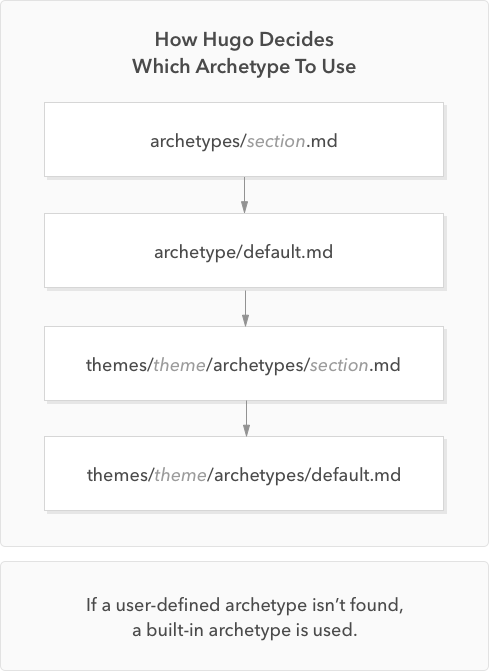 How Hugo Decides
Which Archetype To Use
archetypes/section.md
archetype/default.md
themes/theme/archetypes/section.md
themes/theme/archetypes/default.md
If a user-defined archetype isn’t found,
a built-in archetype is used.